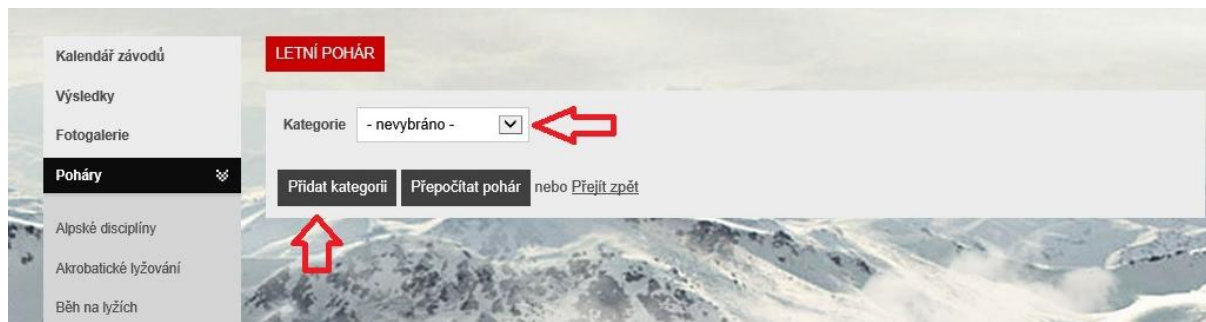 Kalendář závodů
Výsledky
Fotogalerie
Poháry
Alpské disciplíny
Akrobatické lyžování
Běh na lyžích
LETNÍ POHÁR
Kategorie - nevybráno -
Přidat kategorii Přepočítat pohár nebo Přejít zpět